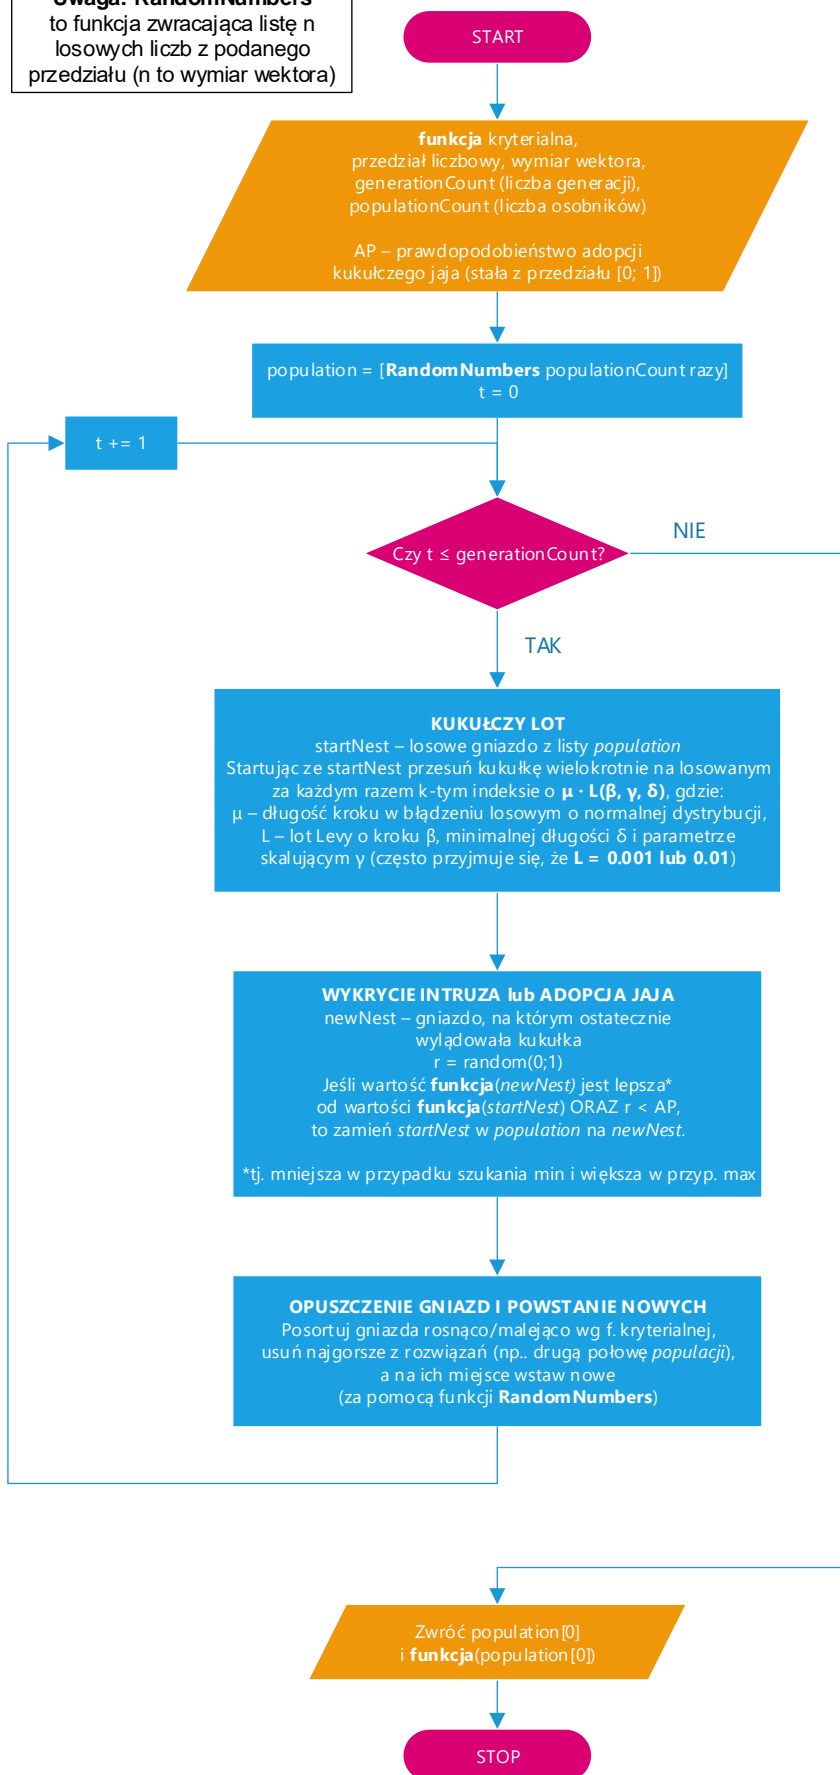 Uwaga: RandomNumbers
to funkcja zwracająca listę n
losowych liczb z podanego
przedziału (n to wymiar wektora)
START
funkcja kryterialna,
przedział liczbowy, wymiar wektora,
generationCount (liczba generacji),
populationCount (liczba osobników)
AP – prawdopodobieństwo adopcji
kukułczego jaja (stała z przedziału [0; 1])
population = [RandomNumbers populationCount razy]
t = 0
t += 1
Czy t ≤ generationCount?
NIE
TAK
KUKUŁCZY LOT
startNest – losowe gniazdo z listy population
Startując ze startNest przesuń kukułkę wielokrotnie na losowanym
za każdym razem k-tym indeksie o μ · L(β, γ, δ), gdzie:
μ – długość kroku w błądzeniu losowym o normalnej dystrybucji,
L – lot Levy o kroku β, minimalnej długości δ i parametrze
skalującym γ (często przyjmuje się, że L = 0.001 lub 0.01)
WYKRYCIE INTRUZA lub ADOPCJA JAJA
newNest – gniazdo, na którym ostatecznie
wylądowała kukułka
r = random(0;1)
Jeśli wartość funkcja(newNest) jest lepsza*
od wartości funkcja(startNest) ORAZ r < AP,
to zamień startNest w population na newNest.
*tj. mniejsza w przypadku szukania min i większa w przyp. max
OPUSZCZENIE GNIAZD I POWSTANIE NOWYCH
Posortuj gniazda rosnąco/malejąco wg f. kryterialnej,
usuń najgorsze z rozwiązań (np.. drugą połowę populacji),
a na ich miejsce wstaw nowe
(za pomocą funkcji RandomNumbers)
Zwróć population[0]
i funkcja(population[0])
STOP